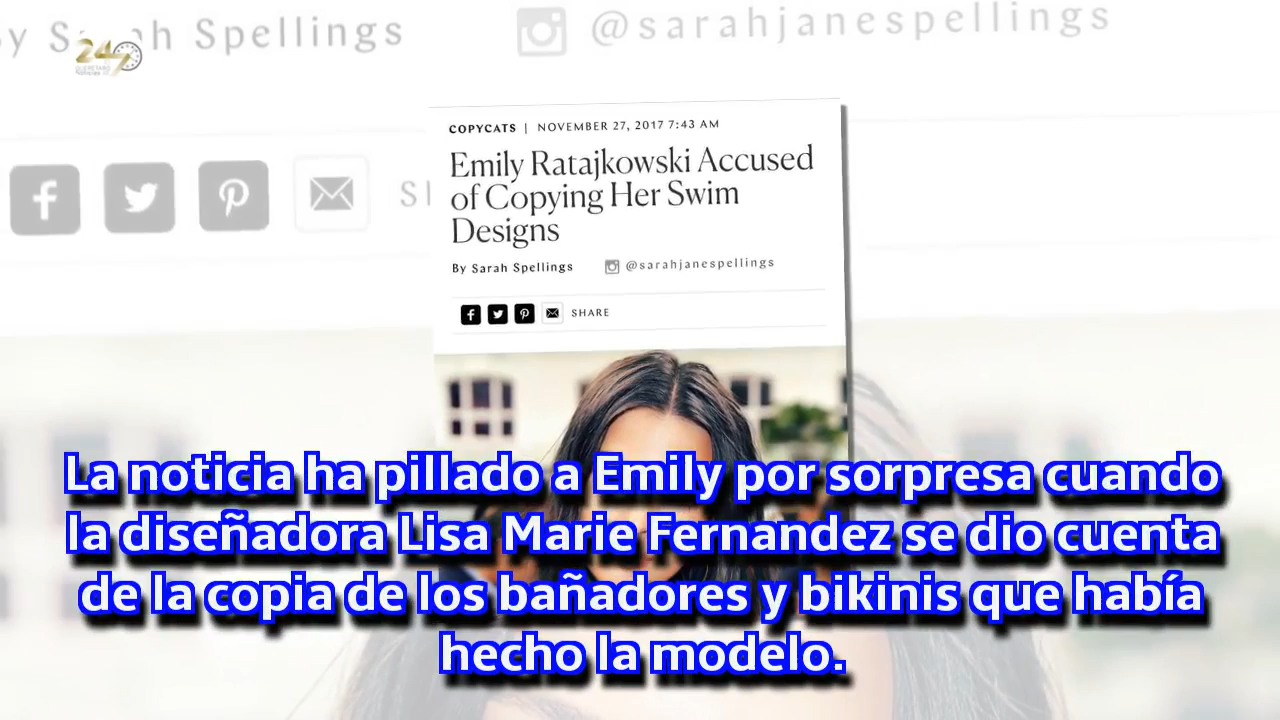 By Sarah Spellings
@sarahjanespellings
24/7
COPYCATS | NOVEMBER 27, 2017 7:43 AM
Emily Ratajkowski Accused
of Copying Her Swim
Designs
By Sarah Spellings @sarahjanespellings
SHARE
La noticia ha pillado a Emily por sorpresa cuando
la diseñadora Lisa Marie Fernandez se dio cuenta
de la copia de los bañadores y bikinis que había
hecho la modelo.